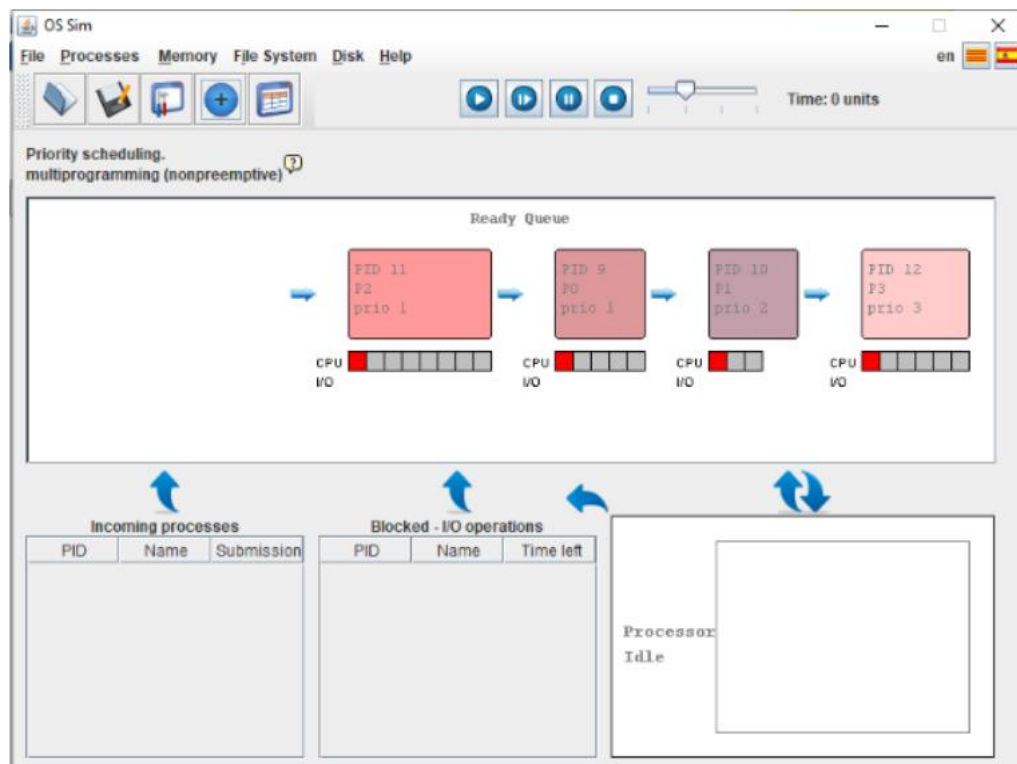 OS Sim
File Processes Memory File System Disk Help
en
Time: 0 units
Priority scheduling.
multiprogramming (nonpreemptive) ?
Ready Queue
PID 11
P2
prio 1
CPU
I/O
PID 9
P0
prio 1
CPU
I/O
PID 10
P1
prio 2
CPU
I/O
PID 12
P3
prio 3
CPU
I/O
Incoming processes
PID Name Submission
Blocked - I/O operations
PID Name Time left
Processor
Idle